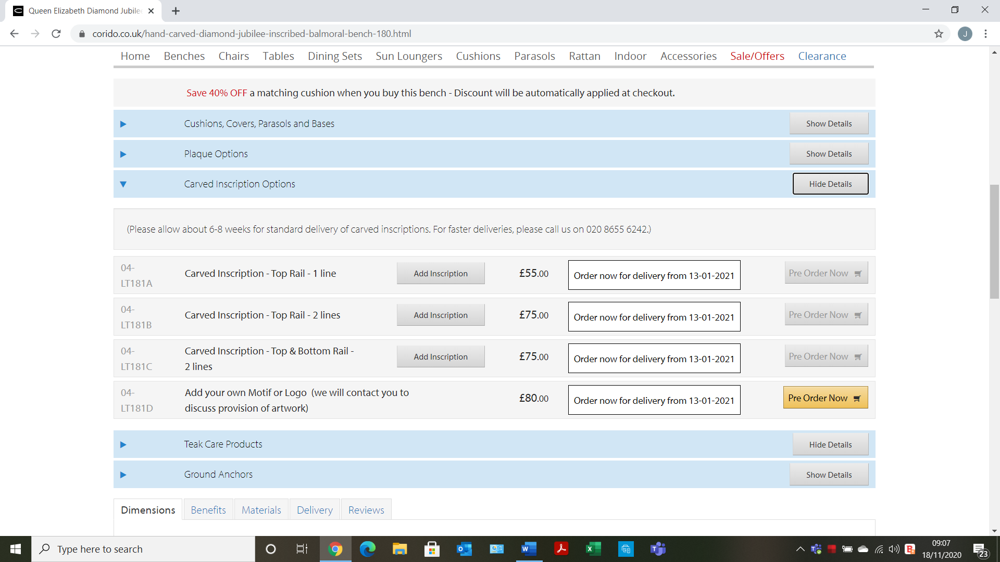 Queen Elizabeth Diamond Jubilee
corido.co.uk/hand-carved-diamond-jubilee-inscribed-balmoral-bench-180.html
J
Home Benches Chairs Tables Dining Sets Sun Loungers Cushions Parasols Rattan Indoor Accessories Sale/Offers Clearance
Save 40% OFF a matching cushion when you buy this bench - Discount will be automatically applied at checkout.
Cushions, Covers, Parasols and Bases Show Details
Plaque Options Show Details
Carved Inscription Options Hide Details
(Please allow about 6-8 weeks for standard delivery of carved inscriptions. For faster deliveries, please call us on 020 8655 6242.)
04-
LT181A
Carved Inscription - Top Rail - 1 line Add Inscription £55.00 Order now for delivery from 13-01-2021 Pre Order Now
04-
LT181B
Carved Inscription - Top Rail - 2 lines Add Inscription £75.00 Order now for delivery from 13-01-2021 Pre Order Now
04-
LT181C
Carved Inscription - Top & Bottom Rail -
2 lines
Add Inscription £75.00 Order now for delivery from 13-01-2021 Pre Order Now
04-
LT181D
Add your own Motif or Logo (we will contact you to
discuss provision of artwork)
£80.00 Order now for delivery from 13-01-2021 Pre Order Now
Teak Care Products Hide Details
Ground Anchors Show Details
Dimensions Benefits Materials Delivery Reviews
Type here to search
09:07
18/11/2020
23